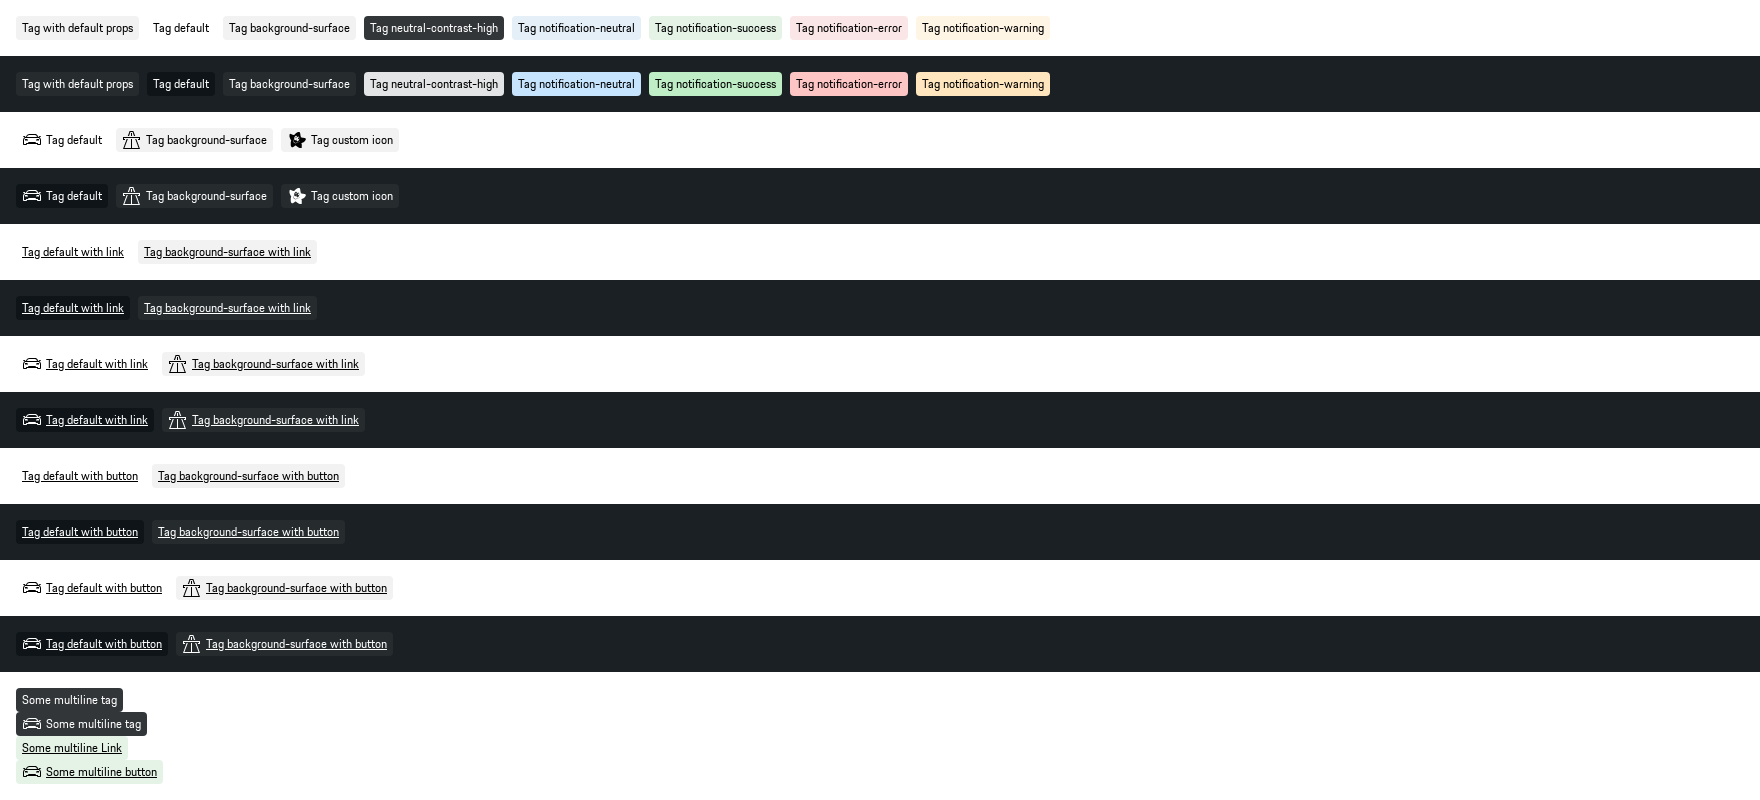 Tag with default props Tag default Tag background-surface Tag neutral-contrast-high Tag notification-neutral Tag notification-success Tag notification-error Tag notification-warning
Tag with default props Tag default Tag background-surface Tag neutral-contrast-high Tag notification-neutral Tag notification-success Tag notification-error Tag notification-warning
Tag default Tag background-surface Tag custom icon
Tag default Tag background-surface Tag custom icon
Tag default with link Tag background-surface with link
Tag default with link Tag background-surface with link
Tag default with link Tag background-surface with link
Tag default with link Tag background-surface with link
Tag default with button Tag background-surface with button
Tag default with button Tag background-surface with button
Tag default with button Tag background-surface with button
Tag default with button Tag background-surface with button
Some multiline tag
Some multiline tag
Some multiline Link
Some multiline button